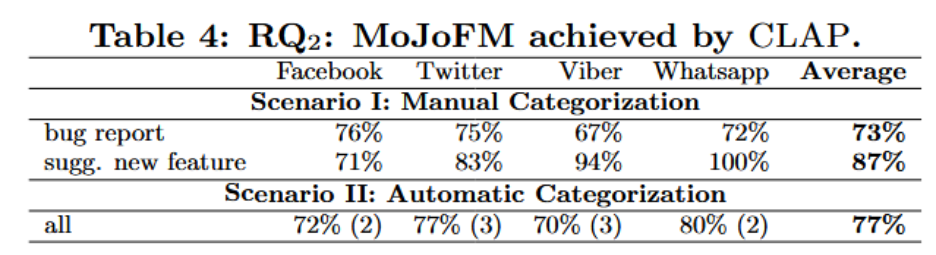 Table 4: RQ2: MoJoFM achieved by CLAP.
Facebook Twitter Viber Whatsapp Average
Scenario I: Manual Categorization
bug report 76% 75% 67% 72% 73%
sugg. new feature 71% 83% 94% 100% 87%
Scenario II: Automatic Categorization
all 72% (2) 77% (3) 70% (3) 80% (2) 77%